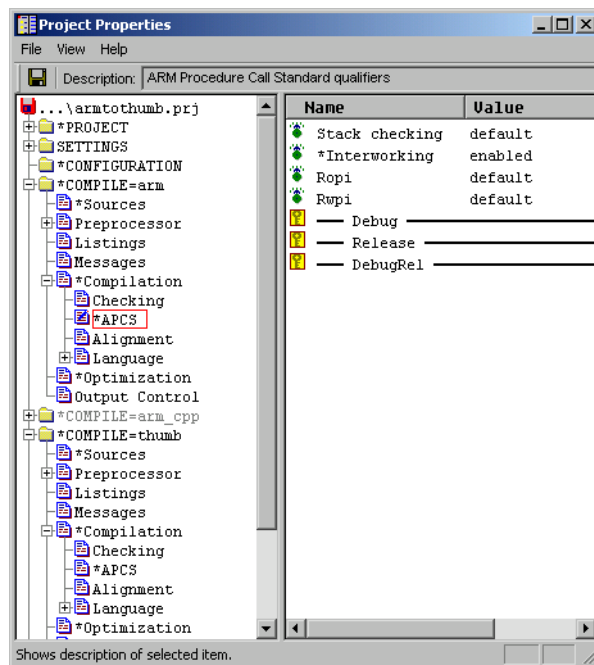 Project Properties
File View Help
Description: ARM Procedure Call Standard qualifiers
...\armtothumb.prj
*PROJECT
SETTINGS
*CONFIGURATION
*COMPILE=arm
*Sources
Preprocessor
Listings
Messages
*Compilation
Checking
*APCS
Alignment
Language
*Optimization
Output Control
*COMPILE=arm_cpp
*COMPILE=thumb
*Sources
Preprocessor
Listings
Messages
*Compilation
Checking
*APCS
Alignment
Language
*Optimization
Name Value
Stack checking default
*Interworking enabled
Ropi default
Rwpi default
Debug
Release
DebugRel
Shows description of selected item.